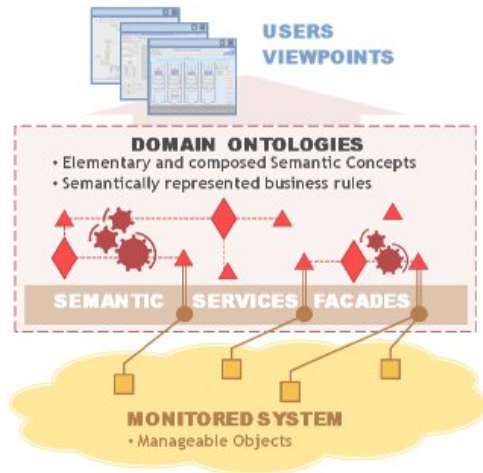 USERS
VIEWPOINTS
DOMAIN ONTOLOGIES
• Elementary and composed Semantic Concepts
• Semantically represented business rules
SEMANTIC SERVICES FACADES
MONITORED SYSTEM
• Manageable Objects